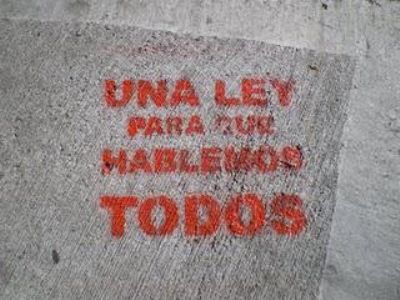 UNA LEY
PARA QUE
HABLEMOS
TODOS